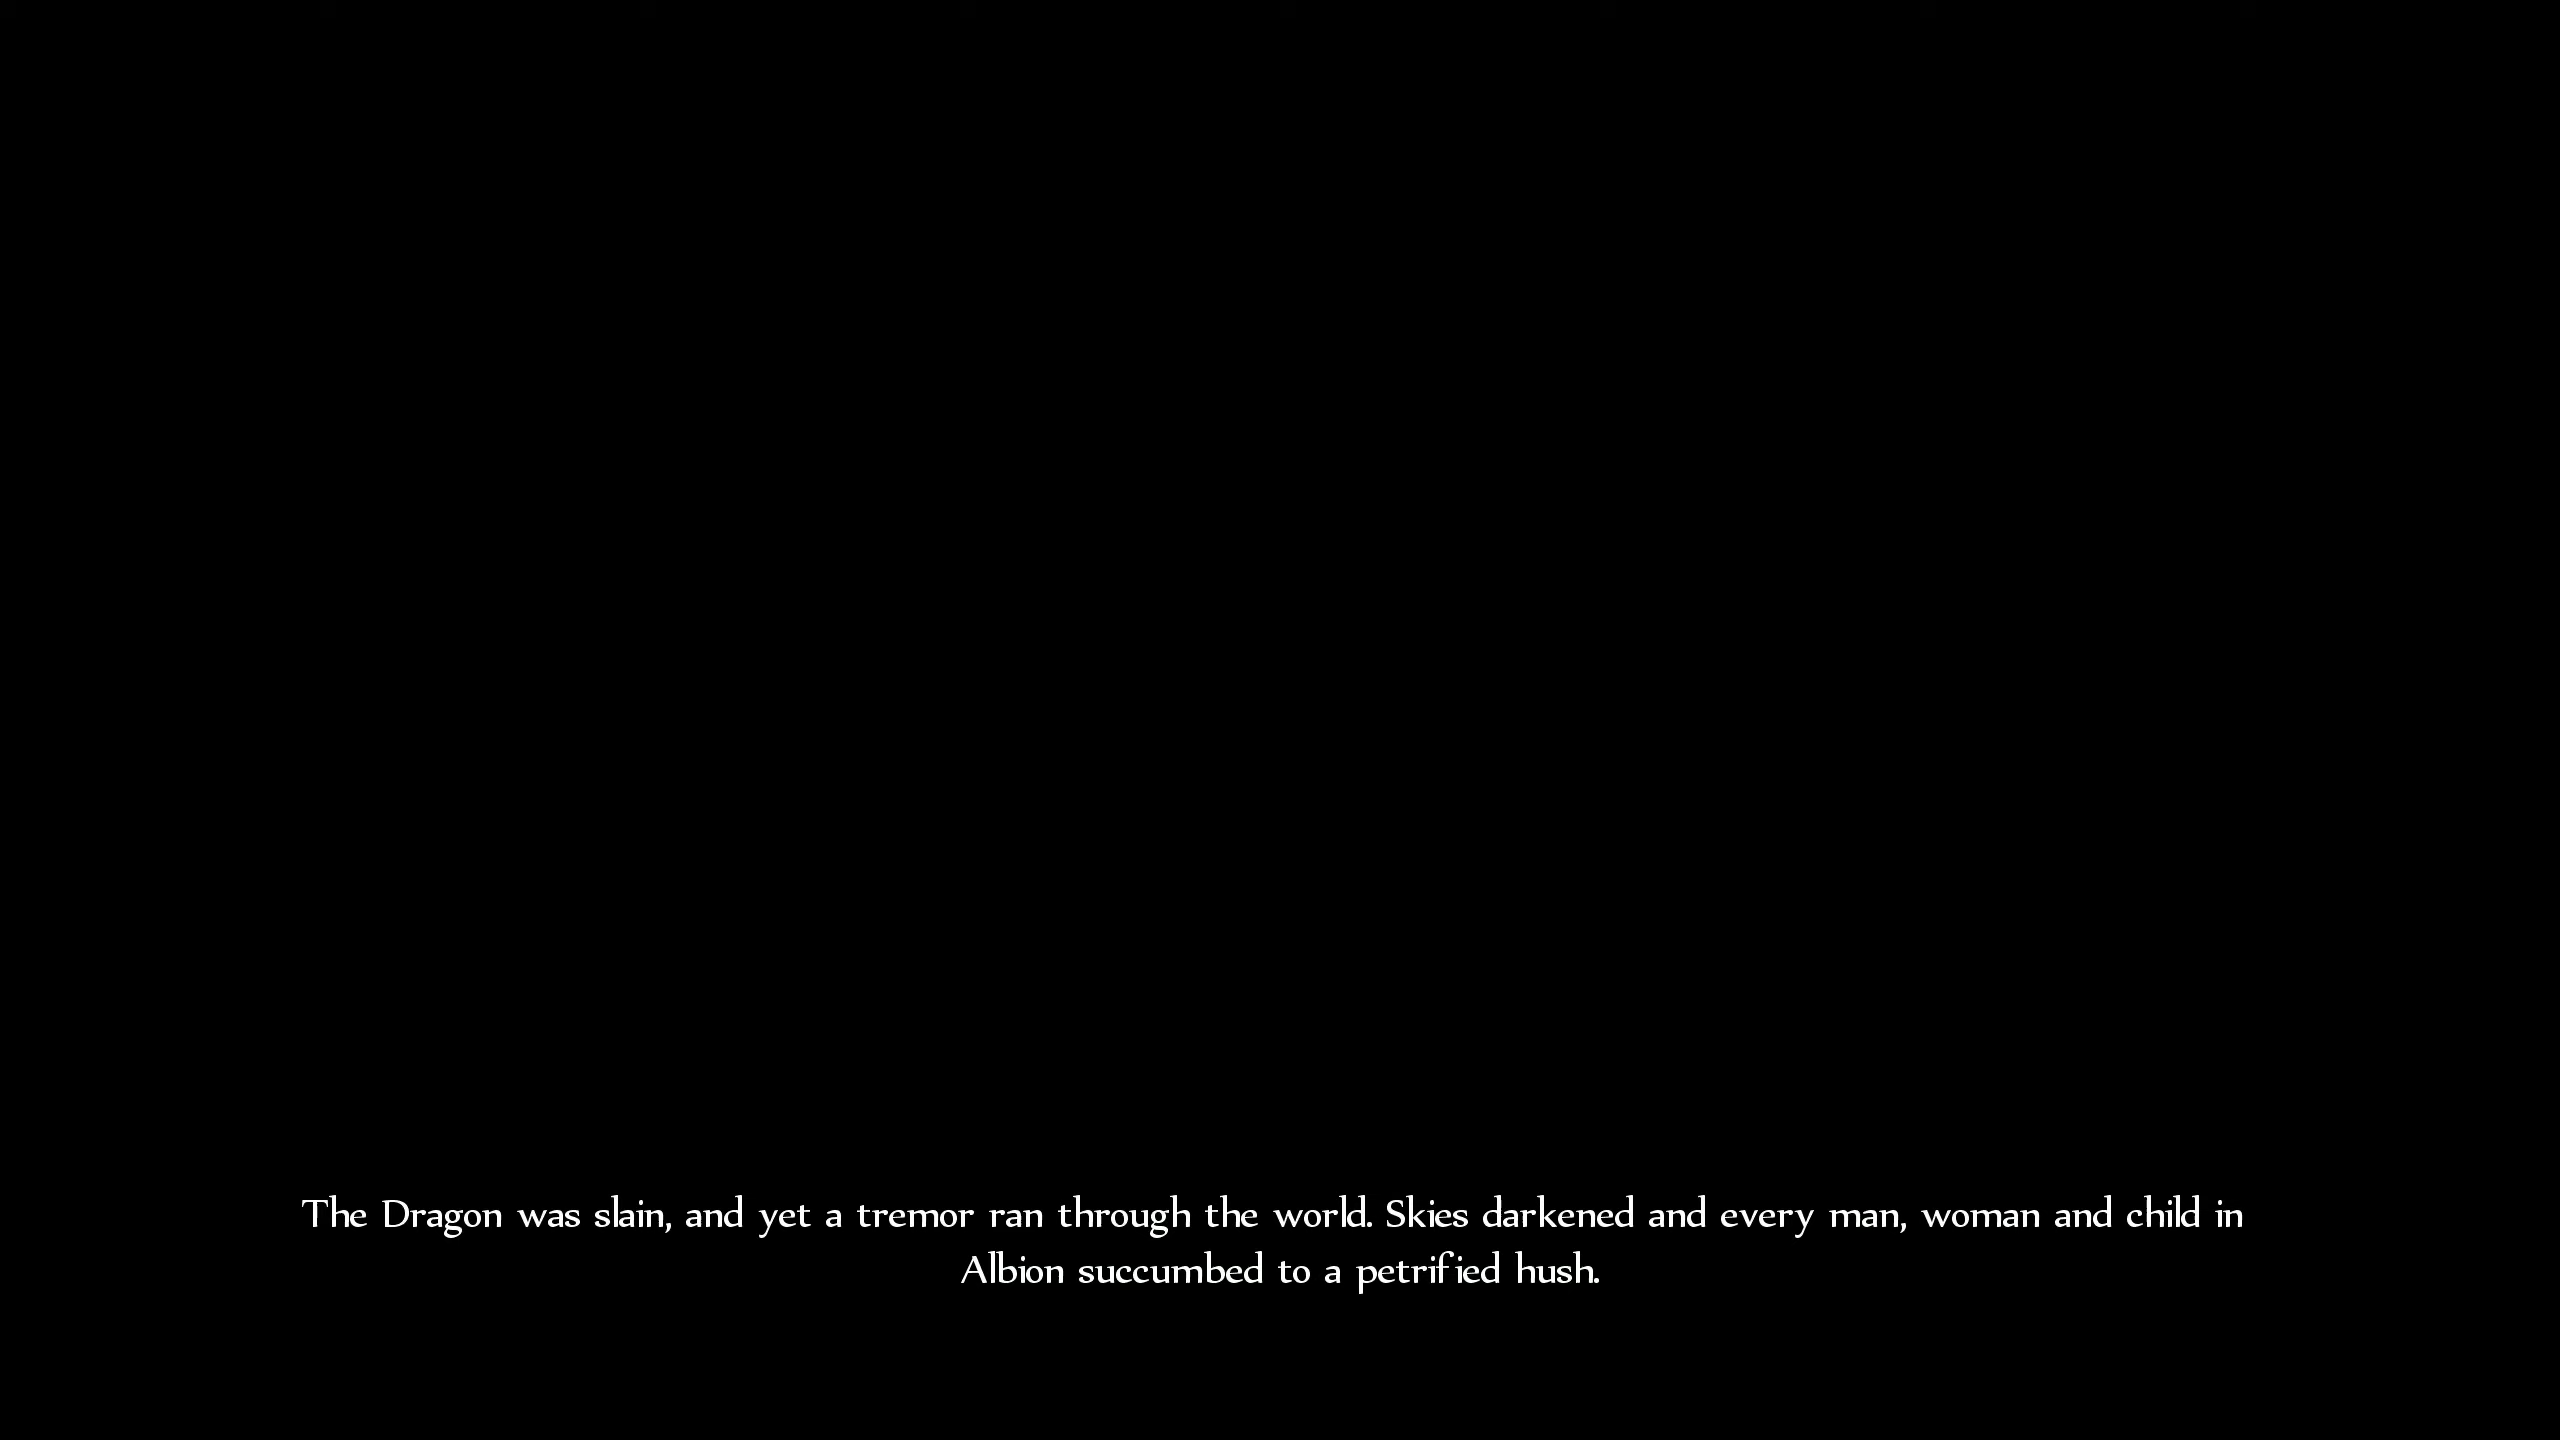 The Dragon was slain, and yet a tremor ran through the world. Skies darkened and every man, woman and child in
Albion succumbed to a petrified hush.